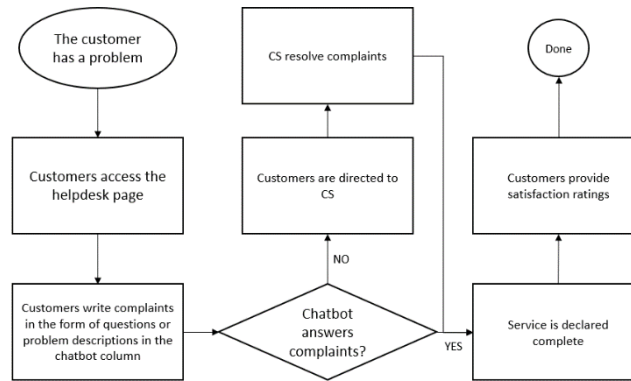 The customer
has a problem
Customers access the
helpdesk page
Customers write complaints
in the form of questions or
problem descriptions in the
chatbot column
Chatbot
answers
complaints?
NO
Customers are directed to
CS
CS resolve complaints
YES
Service is declared
complete
Customers provide
satisfaction ratings
Done